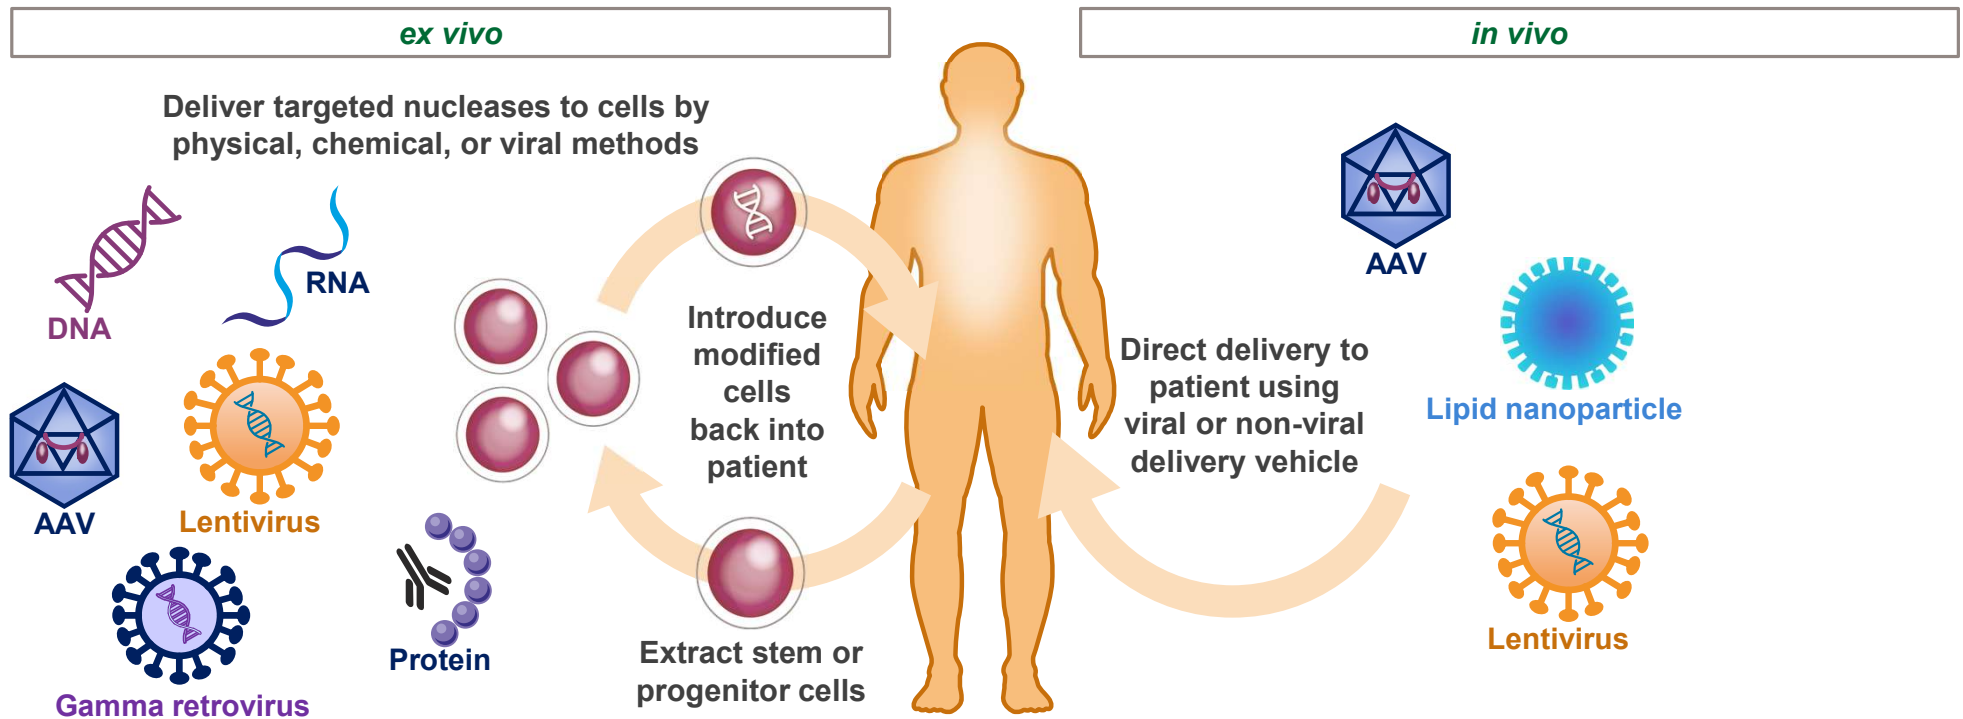 ex vivo
in vivo
Deliver targeted nucleases to cells by
physical, chemical, or viral methods
DNA
RNA
AAV
Lentivirus
Gamma retrovirus
Protein
Introduce
modified
cells
back into
patient
Extract stem or
progenitor cells
Direct delivery to
patient using
viral or non-viral
delivery vehicle
AAV
Lipid nanoparticle
Lentivirus